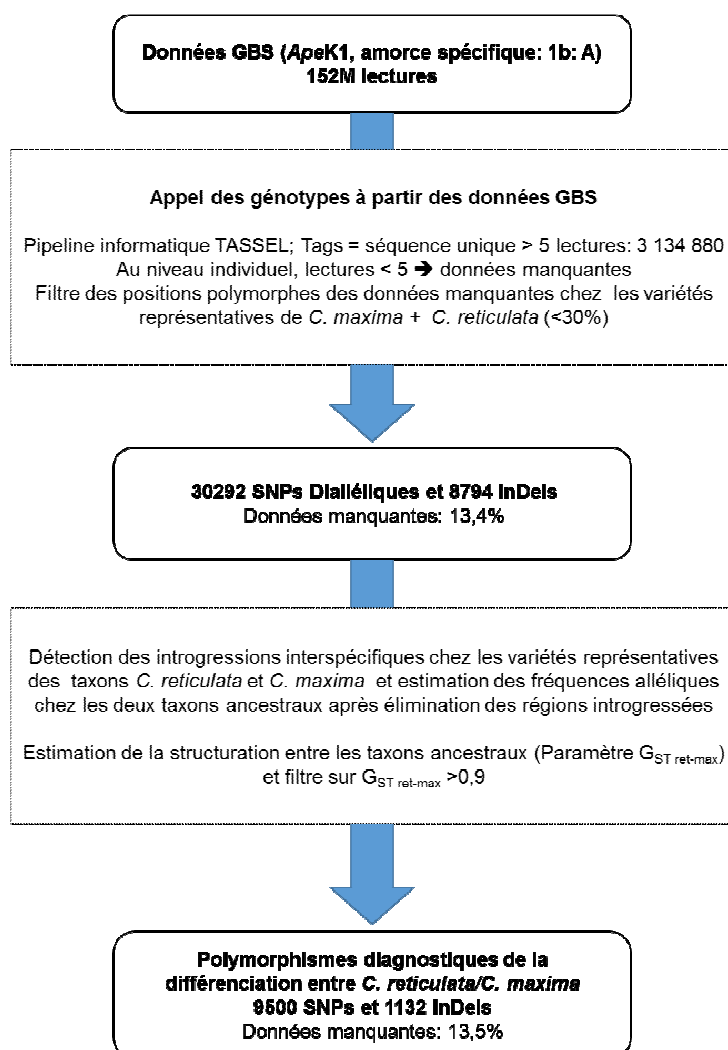 Données GBS (ApeK1, amorce spécifique: 1b: A)
152M lectures
Appel des génotypes à partir des données GBS
Pipeline informatique TASSEL; Tags = séquence unique > 5 lectures: 3 134 880
Au niveau individuel, lectures < 5 ➔ données manquantes
Filtre des positions polymorphes des données manquantes chez les variétés
représentatives de C. maxima + C. reticulata (<30%)
30292 SNPs Dialléliques et 8794 InDels
Données manquantes: 13,4%
Détection des introgressions interspécifiques chez les variétés représentatives
des taxons C. reticulata et C. maxima et estimation des fréquences alléliques
chez les deux taxons ancestraux après élimination des régions introgressées
Estimation de la structuration entre les taxons ancestraux (Paramètre GST ret-max)
et filtre sur GST ret-max >0,9
Polymorphismes diagnostiques de la
différenciation entre C. reticulata/C. maxima
9500 SNPs et 1132 InDels
Données manquantes: 13,5%